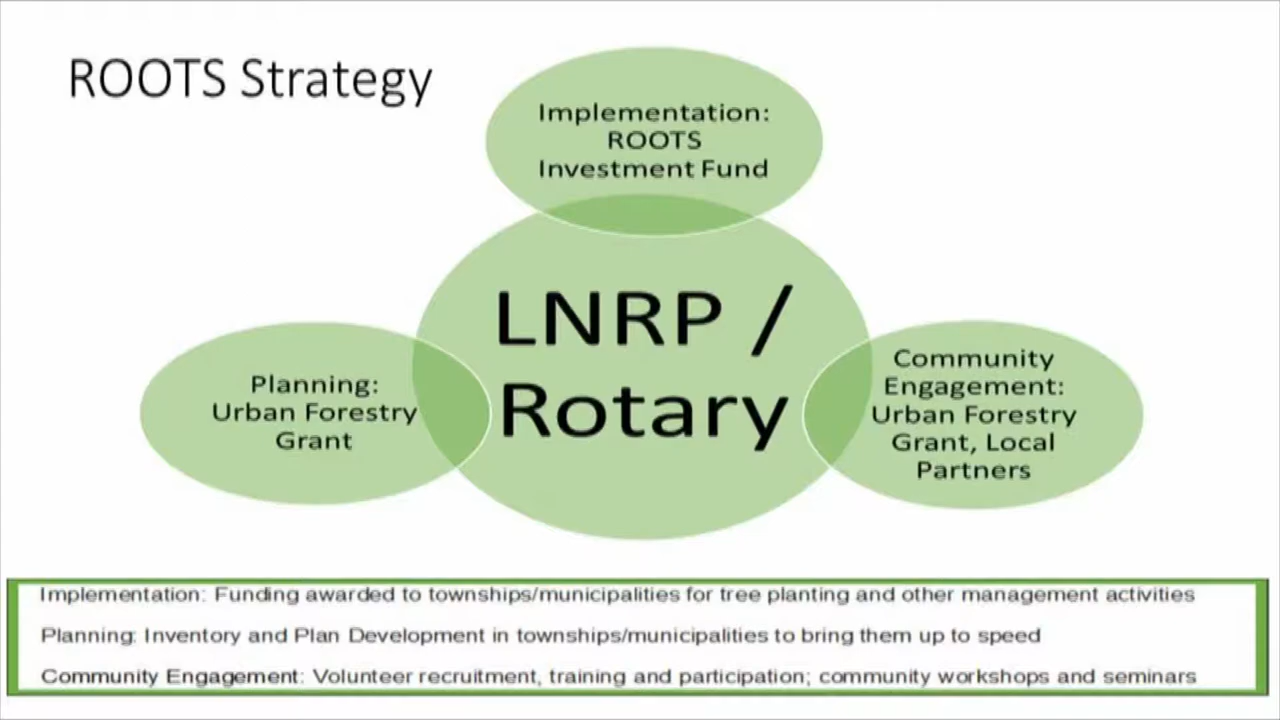 ROOTS Strategy
Implementation:
ROOTS
Investment Fund
LNRP /
Rotary
Planning:
Urban Forestry
Grant
Community
Engagement:
Urban Forestry
Grant, Local
Partners
Implementation: Funding awarded to townships/municipalities for tree planting and other management activities
Planning: Inventory and Plan Development in townships/municipalities to bring them up to speed
Community Engagement: Volunteer recruitment, training and participation; community workshops and seminars